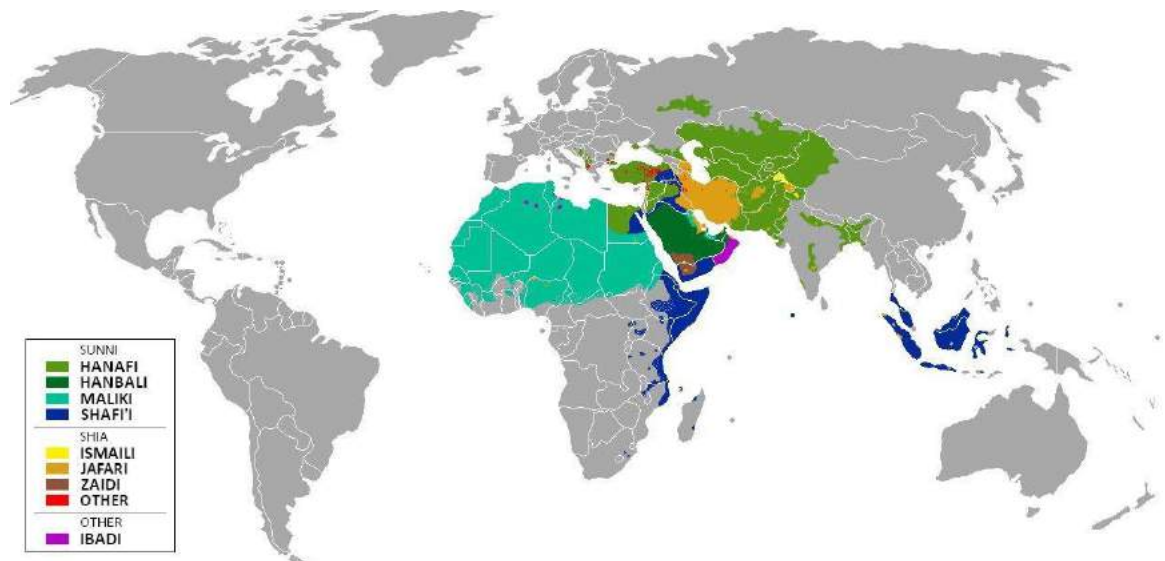 SUNNI
HANAFI
HANBALI
MALIKI
SHAFI'I
SHIA
ISMAILI
JAFARI
ZAIDI
OTHER
OTHER
IBADI